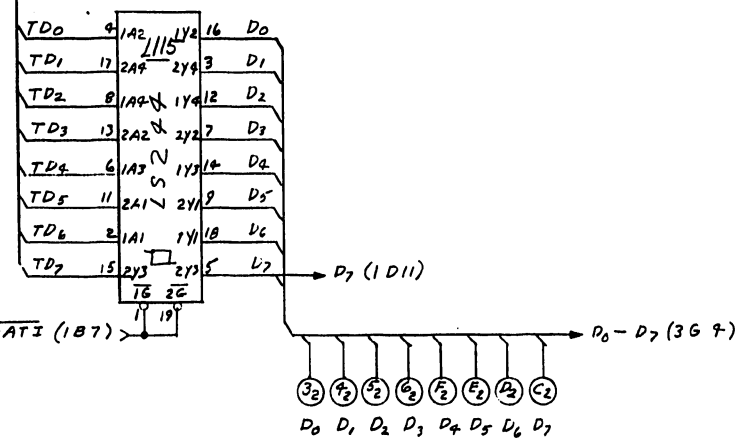 TD0 4 1A2 U115 1Y2 16 D0
TD1 17 2A4 2Y4 3 D1
TD2 8 1A4 1Y4 12 D2
TD3 13 2A2 2Y2 7 D3
TD4 6 1A3 1Y3 14 D4
TD5 11 2A1 2Y1 9 D5
TD6 2 1A1 1Y1 18 D6
TD7 15 2Y3 2Y3 5 D7
LS244
D7 (1D11)
1G 2G
1 19
ATI (1B7)
D0-D7 (3G4)
32 42 52 62 F2 E2 D2 C2
D0 D1 D2 D3 D4 D5 D6 D7